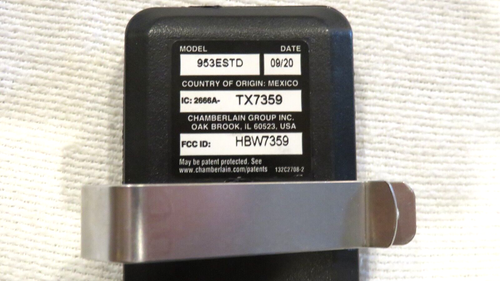 MODEL DATE
953ESTD 09/20
COUNTRY OF ORIGIN: MEXICO
IC: 2666A- TX7359
CHAMBERLAIN GROUP INC.
OAK BROOK, IL 60523, USA
FCC ID: HBW7359
May be patent protected. See
www.chamberlain.com/patents 132C2708-2